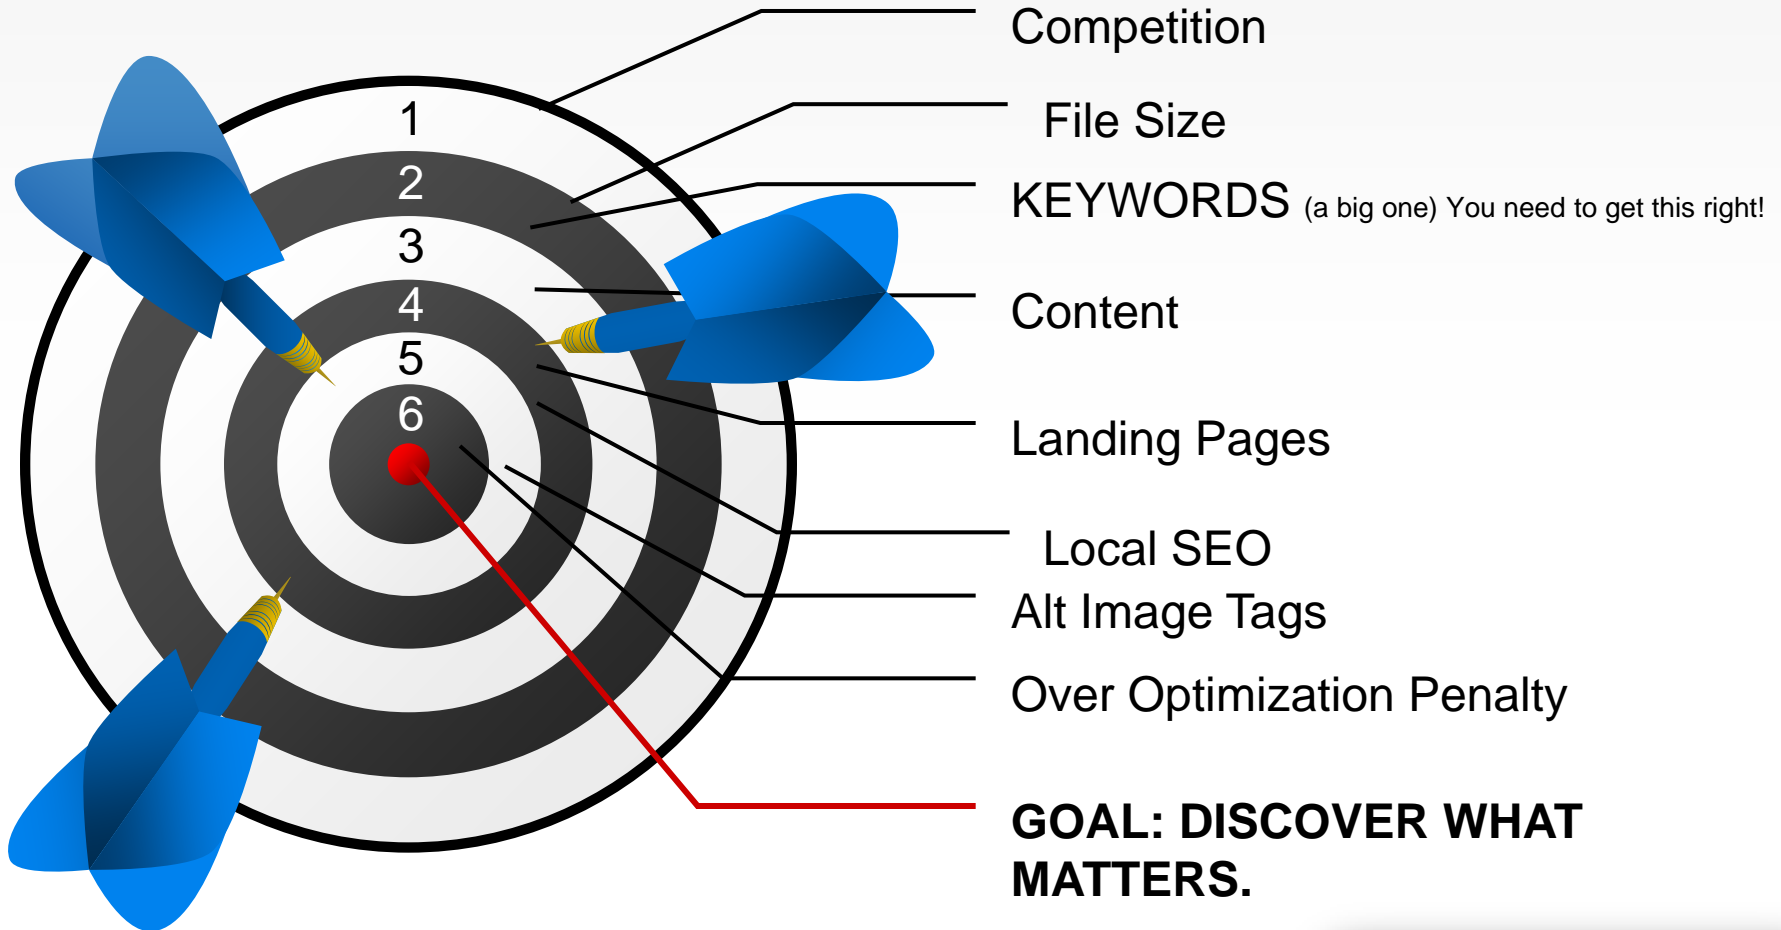 Competition
1
File Size
2
KEYWORDS (a big one) You need to get this right!
3
Content
4
5
6
Landing Pages
Local SEO
Alt Image Tags
Over Optimization Penalty
GOAL: DISCOVER WHAT
MATTERS.